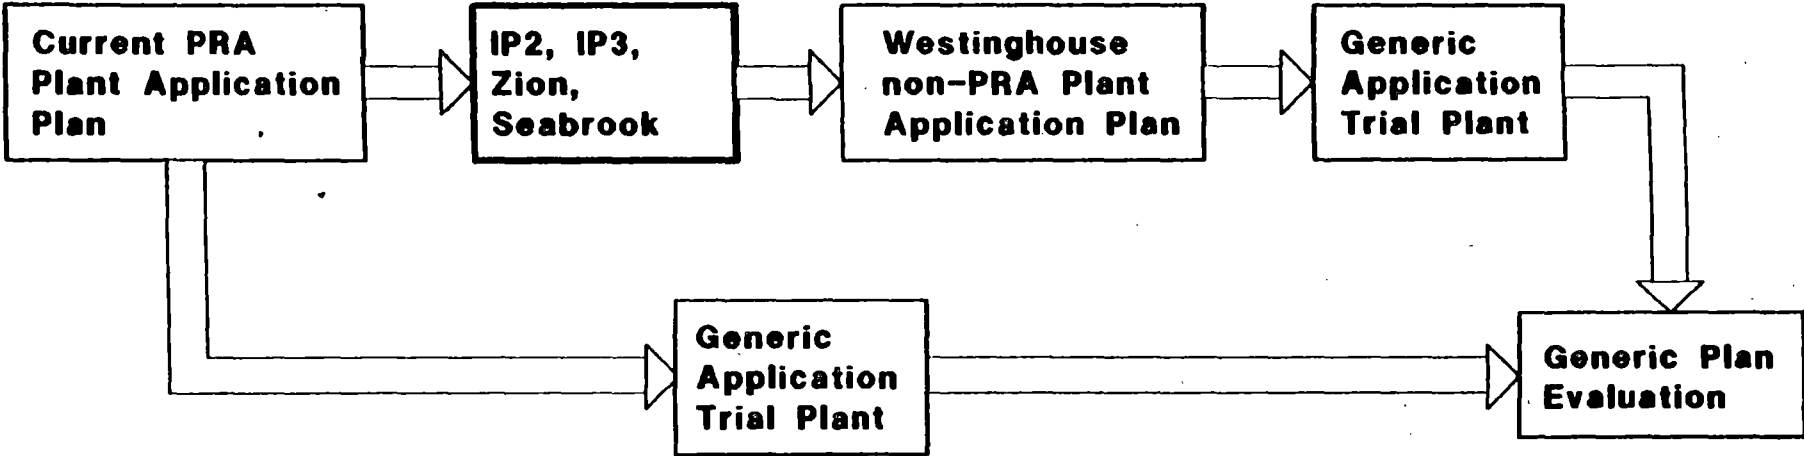 Current PRA
Plant Application
Plan
IP2, IP3,
Zion,
Seabrook
Westinghouse
non-PRA Plant
Application Plan
Generic
Application
Trial Plant
Generic
Application
Trial Plant
Generic Plan
Evaluation